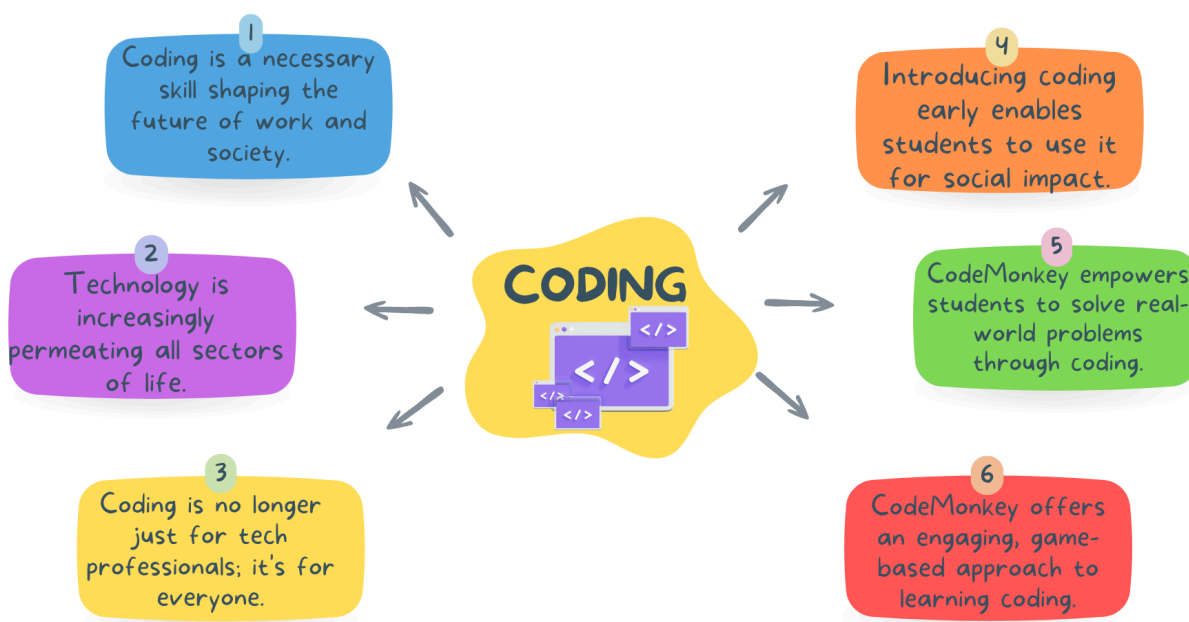 1
Coding is a necessary
skill shaping the
future of work and
society.
2
Technology is
increasingly
permeating all sectors
of life.
3
Coding is no longer
just for tech
professionals; it's for
everyone.
CODING
</>
</>
</>
</>
4
Introducing coding
early enables
students to use it
for social impact.
5
CodeMonkey empowers
students to solve real-
world problems
through coding.
6
CodeMonkey offers
an engaging, game-
based approach to
learning coding.